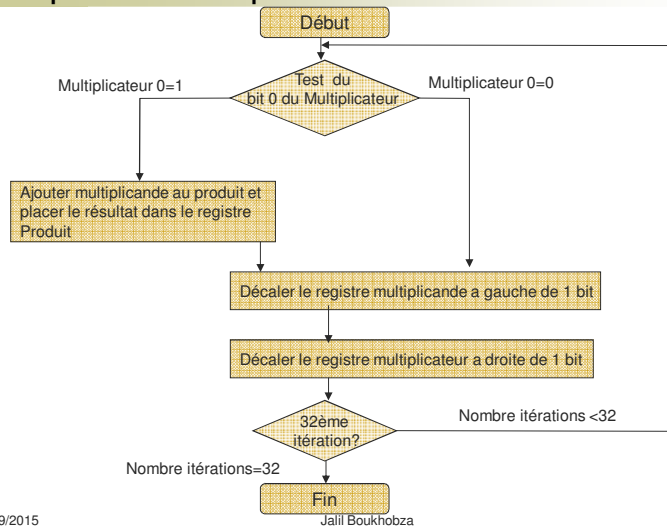 Début
Test du
bit 0 du Multiplicateur
Multiplicateur 0=1
Multiplicateur 0=0
Ajouter multiplicande au produit et
placer le résultat dans le registre
Produit
Décaler le registre multiplicande a gauche de 1 bit
Décaler le registre multiplicateur a droite de 1 bit
32ème
itération?
Nombre itérations <32
Nombre itérations=32
Fin
9/2015
Jalil Boukhobza